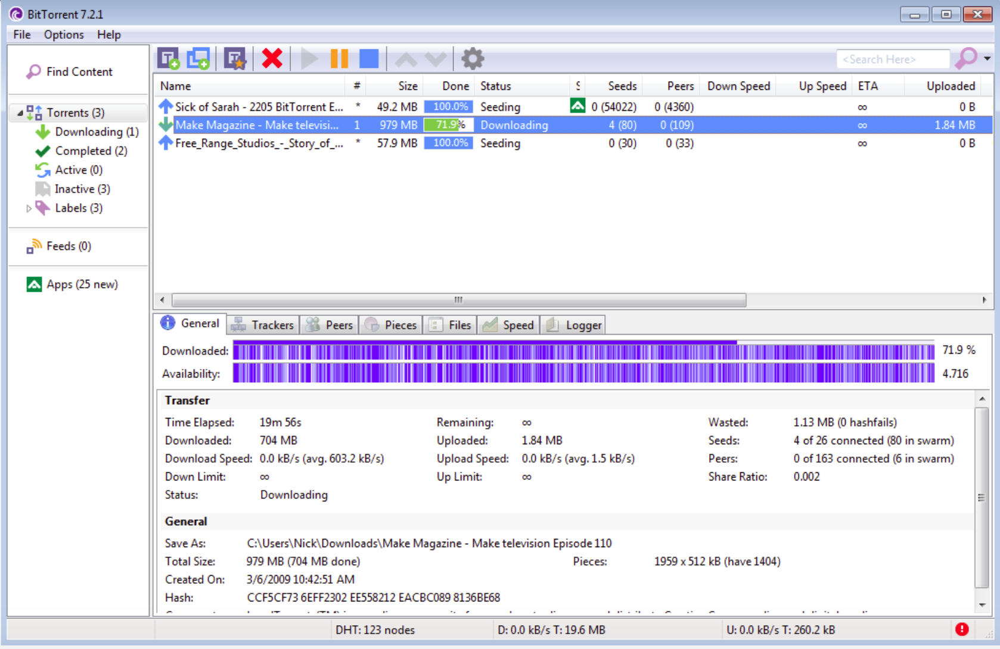 BitTorrent 7.2.1
File Options Help
Find Content
<Search Here>
Name # Size Done Status S Seeds Peers Down Speed Up Speed ETA Uploaded
Torrents (3)
Downloading (1)
Completed (2)
Active (0)
Inactive (3)
Labels (3)
Feeds (0)
Apps (25 new)
Sick of Sarah - 2205 BitTorrent E... * 49.2 MB 100.0% Seeding 0 (54022) 0 (4360) ∞ 0 B
Make Magazine - Make televisi... 1 979 MB 71.9% Downloading 4 (80) 0 (109) ∞ 1.84 MB
Free_Range_Studios_-_Story_of_... * 57.9 MB 100.0% Seeding 0 (30) 0 (33) ∞ 0 B
General Trackers Peers Pieces Files Speed Logger
Downloaded: 71.9 %
Availability: 4.716
Transfer
Time Elapsed: 19m 56s Remaining: ∞ Wasted: 1.13 MB (0 hashfails)
Downloaded: 704 MB Uploaded: 1.84 MB Seeds: 4 of 26 connected (80 in swarm)
Download Speed: 0.0 kB/s (avg. 603.2 kB/s) Upload Speed: 0.0 kB/s (avg. 1.5 kB/s) Peers: 0 of 163 connected (6 in swarm)
Down Limit: ∞ Up Limit: ∞ Share Ratio: 0.002
Status: Downloading
General
Save As: C:\Users\Nick\Downloads\Make Magazine - Make television Episode 110
Total Size: 979 MB (704 MB done) Pieces: 1959 x 512 kB (have 1404)
Created On: 3/6/2009 10:42:51 AM
Hash: CCF5CF73 6EFF2302 EE558212 EACBC089 8136BE68
DHT: 123 nodes D: 0.0 kB/s T: 19.6 MB U: 0.0 kB/s T: 260.2 kB